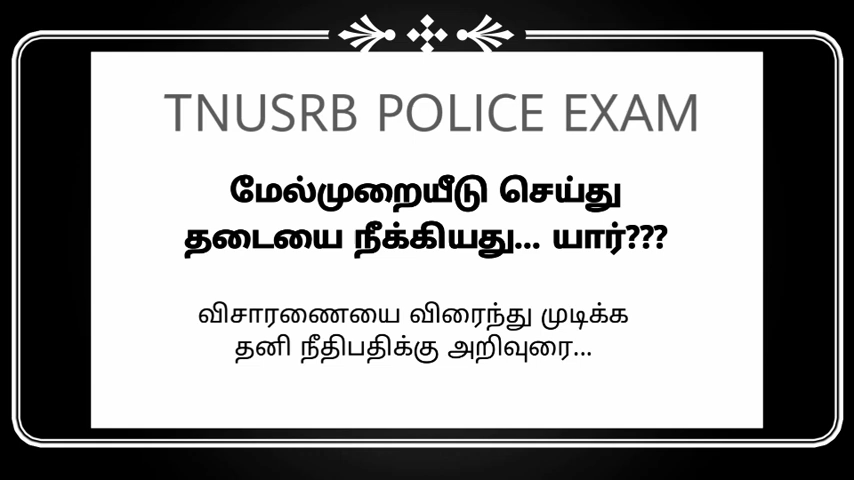 TNUSRB POLICE EXAM
மேல்முறையீடு செய்து
தடையை நீக்கியது... யார்???
விசாரணையை விரைந்து முடிக்க
தனி நீதிபதிக்கு அறிவுரை...